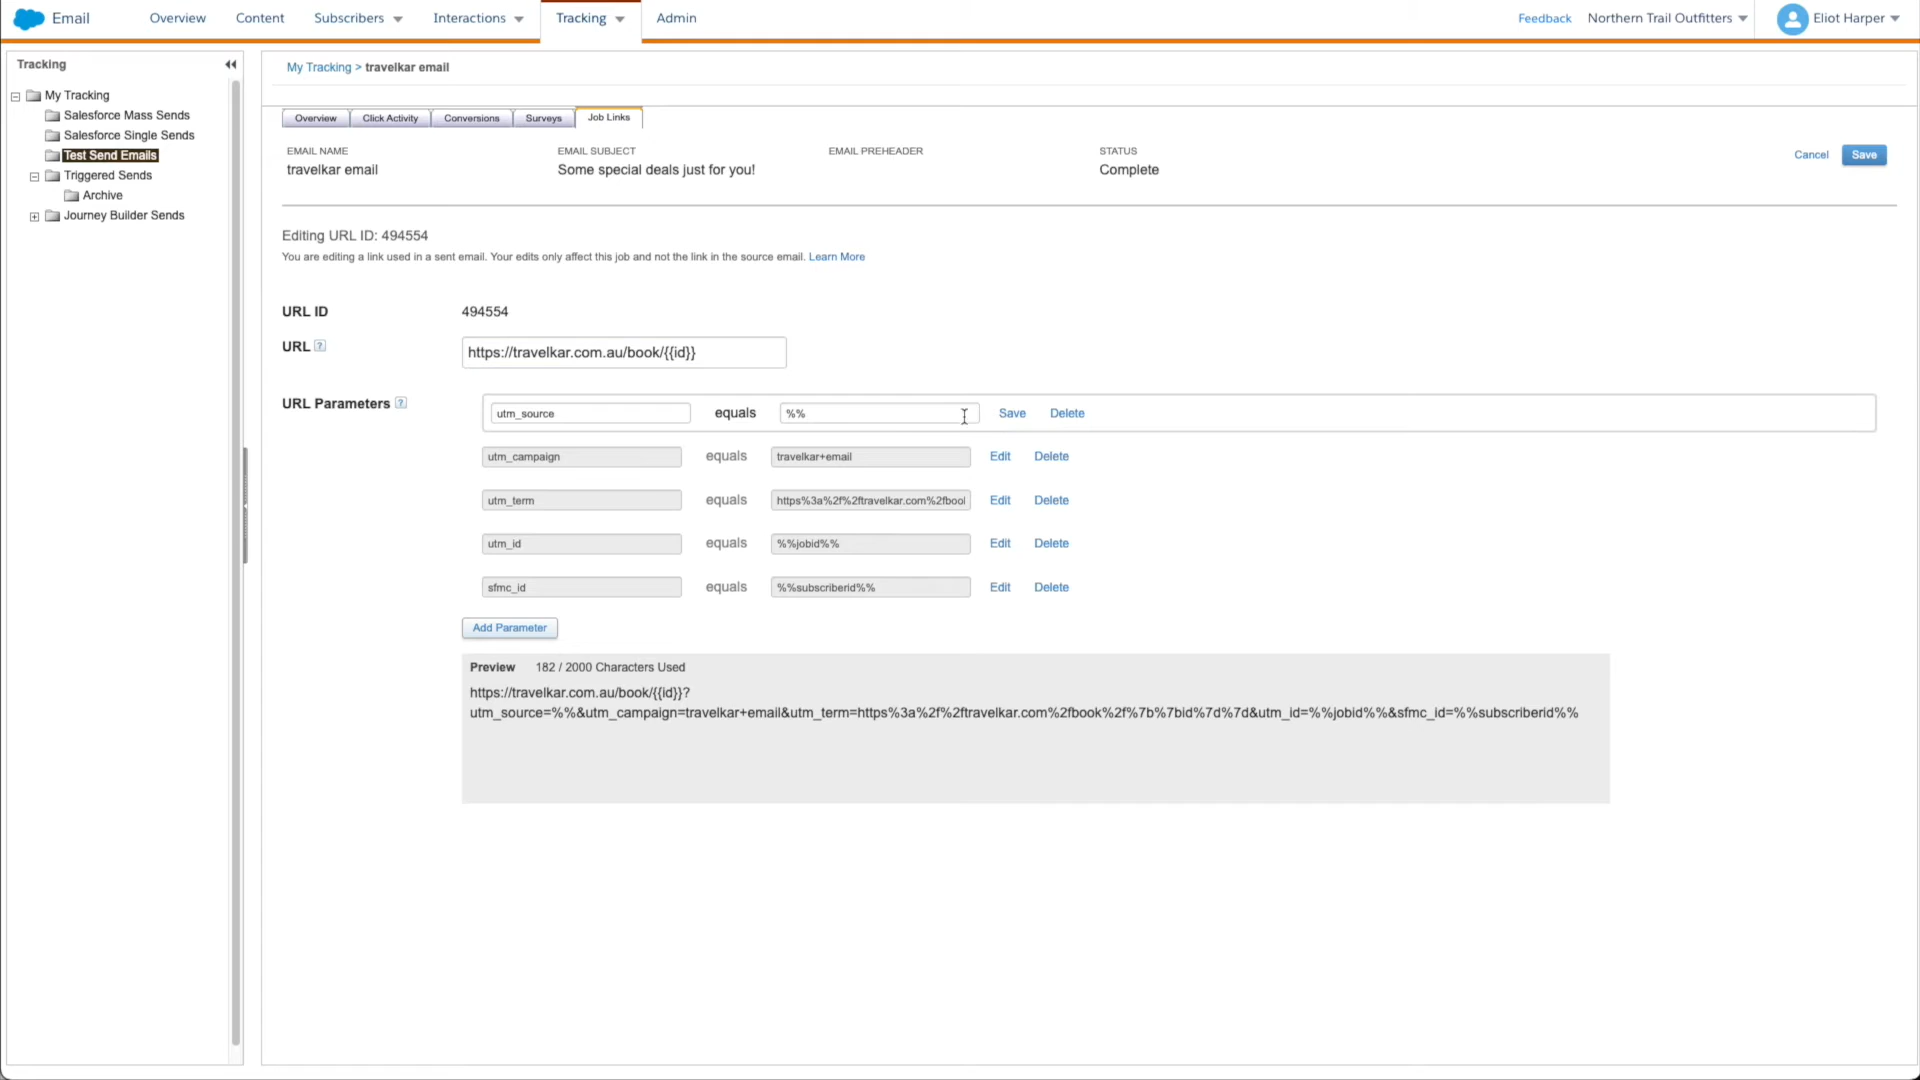 Email Overview Content Subscribers Interactions Tracking Admin Feedback Northern Trail Outfitters Eliot Harper
Tracking
My Tracking
Salesforce Mass Sends
Salesforce Single Sends
Test Send Emails
Triggered Sends
Archive
Journey Builder Sends
My Tracking > travelkar email
Overview Click Activity Conversions Surveys Job Links
EMAIL NAME EMAIL SUBJECT EMAIL PREHEADER STATUS
travelkar email Some special deals just for you! Complete
Cancel Save
Editing URL ID: 494554
You are editing a link used in a sent email. Your edits only affect this job and not the link in the source email. Learn More
URL ID 494554
URL ? https://travelkar.com.au/book/{{id}}
URL Parameters ?
utm_source equals %% Save Delete
utm_campaign equals travelkar+email Edit Delete
utm_term equals https%3a%2f%2ftravelkar.com%2fbool Edit Delete
utm_id equals %%jobid%% Edit Delete
sfmc_id equals %%subscriberid%% Edit Delete
Add Parameter
Preview 182 / 2000 Characters Used
https://travelkar.com.au/book/{{id}}?
utm_source=%%&utm_campaign=travelkar+email&utm_term=https%3a%2f%2ftravelkar.com%2fbook%2f%7b%7bid%7d%7d&utm_id=%%jobid%%&sfmc_id=%%subscriberid%%